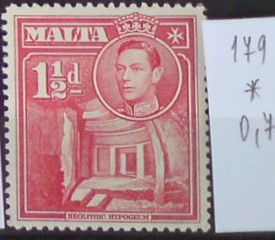 MALTA
1½d
NEOLITHIC HYPOGEUM
179
*
0,7